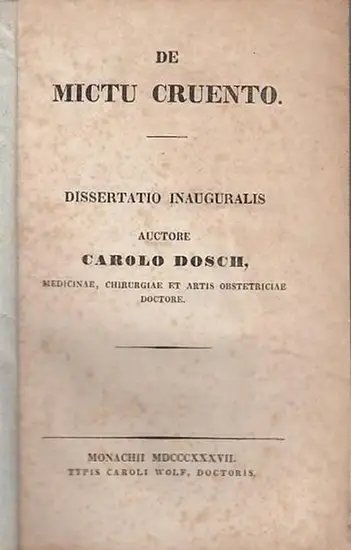 DE
MICTU CRUENTO.
DISSERTATIO INAUGURALIS
AUCTORE
CAROLO DOSCH,
MEDICINAE, CHIRURGIAE ET ARTIS OBSTETRICIAE
DOCTORE.
MONACHII MDCCCXXXVII.
TYPIS CAROLI WOLF, DOCTORIS.